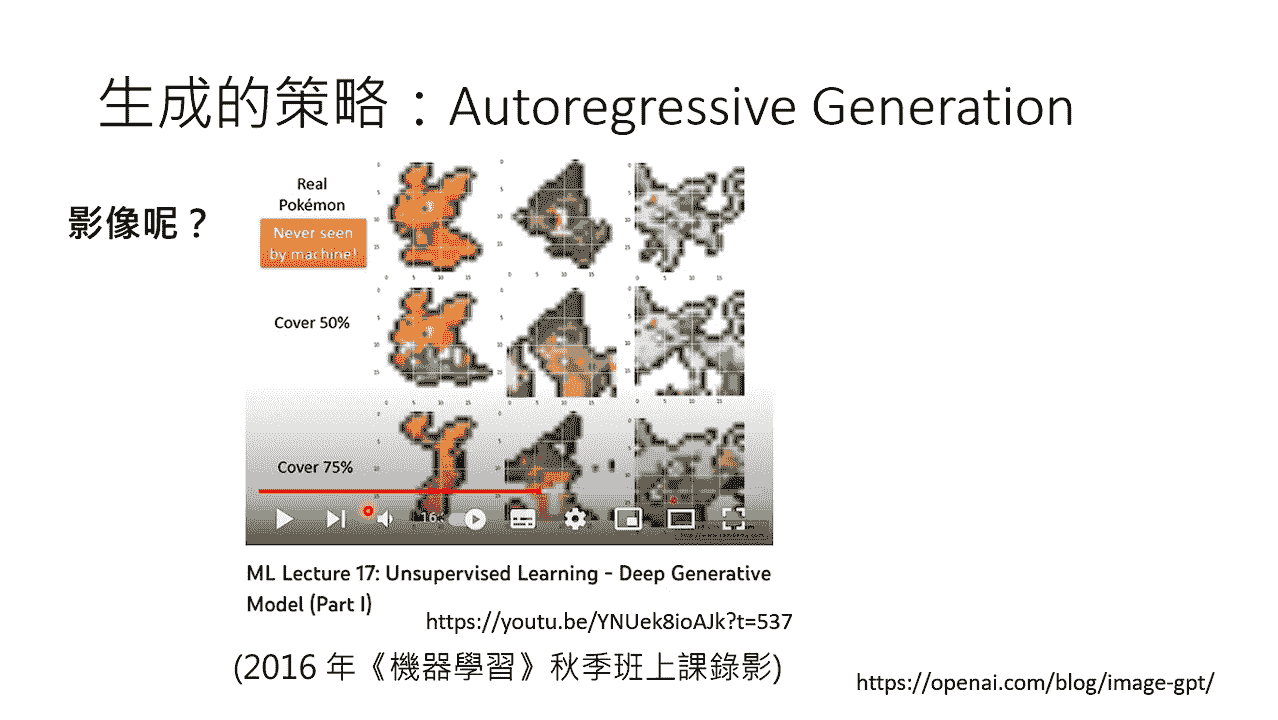 生成的策略：Autoregressive Generation
影像呢？
Real
Pokémon
Never seen
by machine!
Cover 50%
Cover 75%
ML Lecture 17: Unsupervised Learning - Deep Generative
Model (Part I)
https://youtu.be/YNUek8ioAJk?t=537
(2016 年《機器學習》秋季班上課錄影)
https://openai.com/blog/image-gpt/